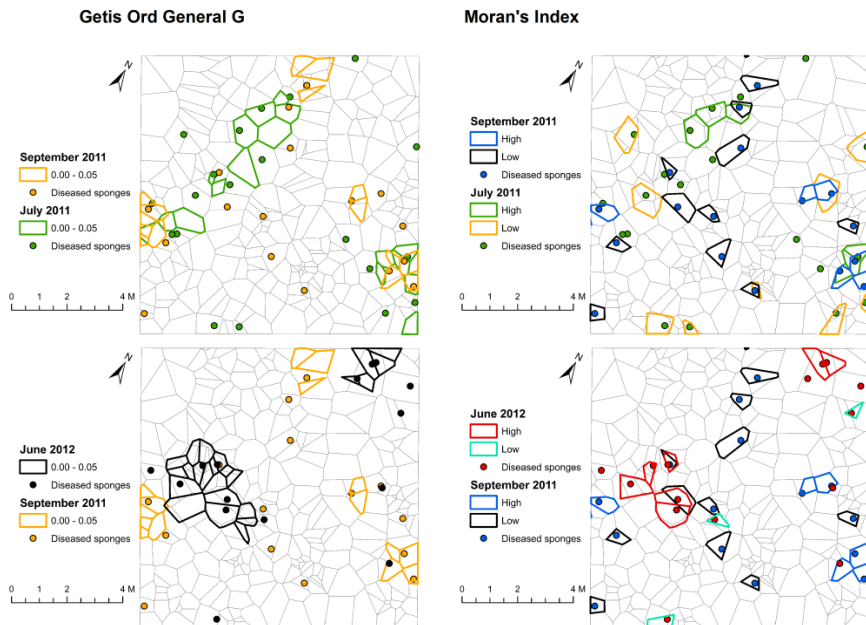 Getis Ord General G
Moran's Index
N
September 2011
0.00 - 0.05
Diseased sponges
July 2011
0.00 - 0.05
Diseased sponges
0 1 2 4 M
N
September 2011
High
Low
Diseased sponges
July 2011
High
Low
Diseased sponges
0 1 2 4 M
N
June 2012
0.00 - 0.05
Diseased sponges
September 2011
0.00 - 0.05
Diseased sponges
0 1 2 4 M
N
June 2012
High
Low
Diseased sponges
September 2011
High
Low
Diseased sponges
0 1 2 4 M